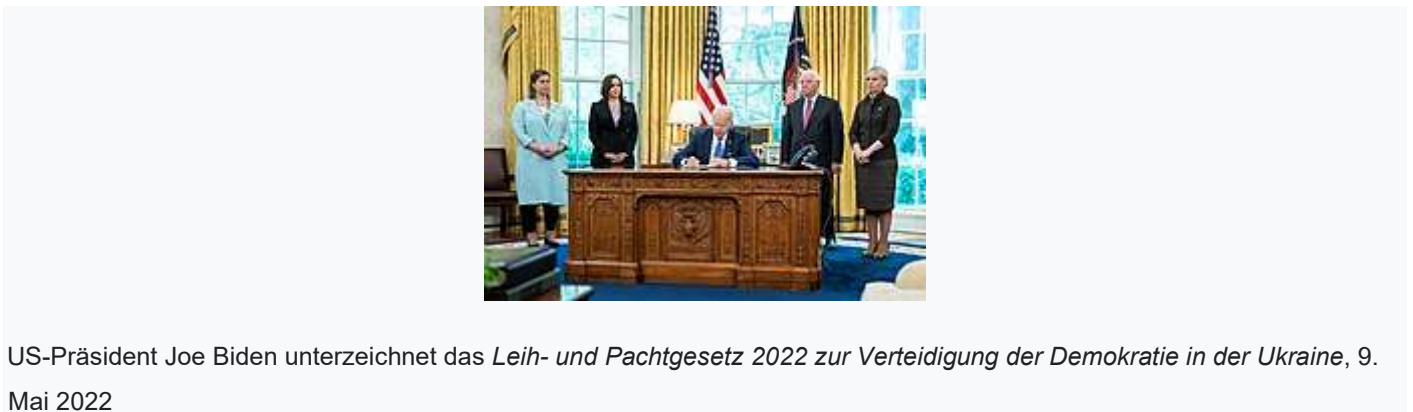 US-Präsident Joe Biden unterzeichnet das Leih- und Pachtgesetz 2022 zur Verteidigung der Demokratie in der Ukraine, 9.
Mai 2022